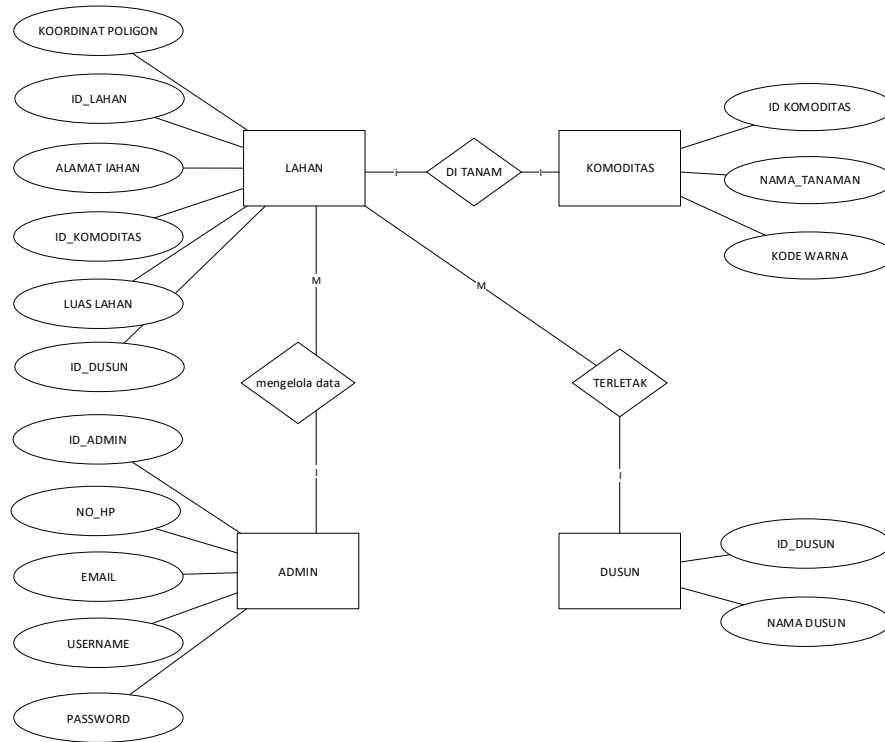 KOORDINAT POLIGON
ID_LAHAN
ALAMAT lAHAN
ID_KOMODITAS
LUAS LAHAN
ID_DUSUN
LAHAN
i
DI TANAM
I
KOMODITAS
ID KOMODITAS
NAMA_TANAMAN
KODE WARNA
M
M
mengelola data
TERLETAK
I
I
ID_ADMIN
NO_HP
EMAIL
USERNAME
PASSWORD
ADMIN
DUSUN
ID_DUSUN
NAMA DUSUN